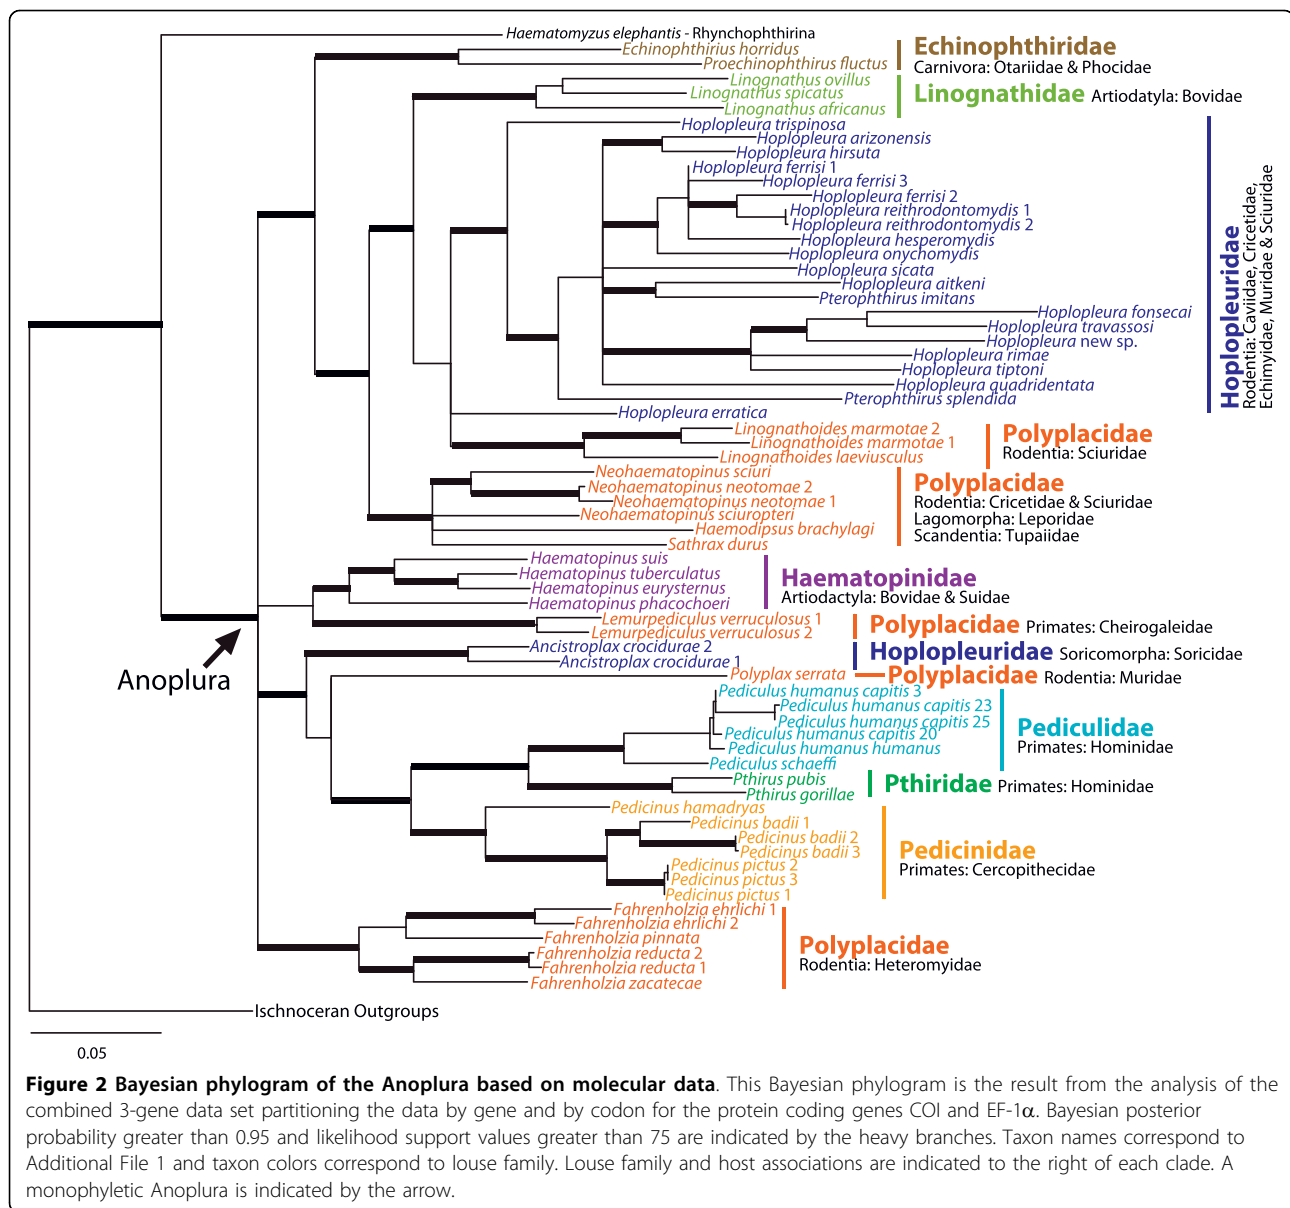 Haematomyzus elephantis - Rhynchophthirina
Echinophthirius horridus
Proechinophthirus fluctus
Echinophthiridae
Carnivora: Otariidae & Phocidae
Linognathus ovillus
Linognathus spicatus
Linognathus africanus
Linognathidae Artiodatyla: Bovidae
Hoplopleura trispinosa
Hoplopleura arizonensis
Hoplopleura hirsuta
Hoplopleura ferrisi 1
Hoplopleura ferrisi 3
Hoplopleura ferrisi 2
Hoplopleura reithrodontomydis 1
Hoplopleura reithrodontomydis 2
Hoplopleura hesperomydis
Hoplopleura onychomydis
Hoplopleura sicata
Hoplopleura aitkeni
Pterophthirus imitans
Hoplopleura fonsecai
Hoplopleura travassosi
Hoplopleura new sp.
Hoplopleura rimae
Hoplopleura tiptoni
Hoplopleura quadridentata
Pterophthirus splendida
Hoplopleura erratica
Hoplopleuridae
Rodentia: Caviidae, Cricetidae,
Echimyidae, Muridae & Sciuridae
Linognathoides marmotae 2
Linognathoides marmotae 1
Linognathoides laeviusculus
Polyplacidae
Rodentia: Sciuridae
Neohaematopinus sciuri
Neohaematopinus neotomae 2
Neohaematopinus neotomae 1
Neohaematopinus sciuropteri
Haemodipsus brachylagi
Sathrax durus
Polyplacidae
Rodentia: Cricetidae & Sciuridae
Lagomorpha: Leporidae
Scandentia: Tupaiidae
Haematopinus suis
Haematopinus tuberculatus
Haematopinus eurysternus
Haematopinus phacochoeri
Haematopinidae
Artiodactyla: Bovidae & Suidae
Lemurpediculus verruculosus 1
Lemurpediculus verruculosus 2
Polyplacidae Primates: Cheirogaleidae
Ancistroplax crocidurae 2
Ancistroplax crocidurae 1
Hoplopleuridae Soricomorpha: Soricidae
Anoplura
Polyplax serrata
Polyplacidae Rodentia: Muridae
Pediculus humanus capitis 3
Pediculus humanus capitis 23
Pediculus humanus capitis 25
Pediculus humanus capitis 20
Pediculus humanus humanus
Pediculus schaeffi
Pediculidae
Primates: Hominidae
Pthirus pubis
Pthirus gorillae
Pthiridae Primates: Hominidae
Pedicinus hamadryas
Pedicinus badii 1
Pedicinus badii 2
Pedicinus badii 3
Pedicinus pictus 2
Pedicinus pictus 3
Pedicinus pictus 1
Pedicinidae
Primates: Cercopithecidae
Fahrenholzia ehrlichi 1
Fahrenholzia ehrlichi 2
Fahrenholzia pinnata
Fahrenholzia reducta 2
Fahrenholzia reducta 1
Fahrenholzia zacatecae
Polyplacidae
Rodentia: Heteromyidae
Ischnoceran Outgroups
0.05
Figure 2 Bayesian phylogram of the Anoplura based on molecular data. This Bayesian phylogram is the result from the analysis of the
combined 3-gene data set partitioning the data by gene and by codon for the protein coding genes COI and EF-1α. Bayesian posterior
probability greater than 0.95 and likelihood support values greater than 75 are indicated by the heavy branches. Taxon names correspond to
Additional File 1 and taxon colors correspond to louse family. Louse family and host associations are indicated to the right of each clade. A
monophyletic Anoplura is indicated by the arrow.